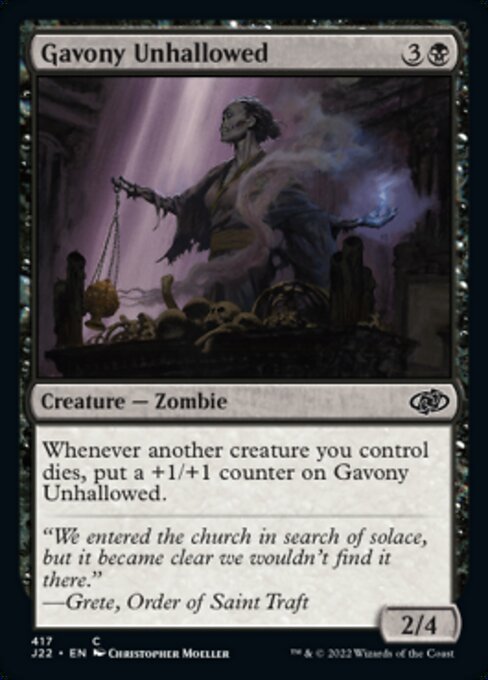 Gavony Unhallowed 3
Creature — Zombie
Whenever another creature you control
dies, put a +1/+1 counter on Gavony
Unhallowed.
“We entered the church in search of solace,
but it became clear we wouldn’t find it
there.”
—Grete, Order of Saint Traft
2/4
417 C
J22 • EN Christopher Moeller
™ & © 2022 Wizards of the Coast